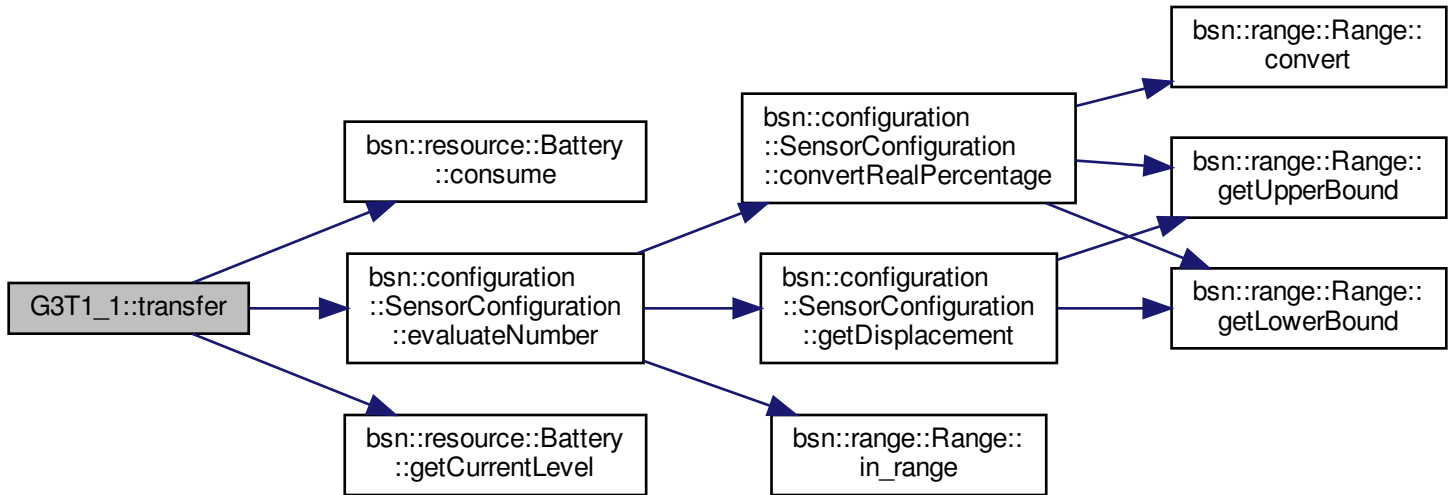 G3T1_1::transfer
bsn::resource::Battery
::consume
bsn::configuration
::SensorConfiguration
::evaluateNumber
bsn::resource::Battery
::getCurrentLevel
bsn::configuration
::SensorConfiguration
::convertRealPercentage
bsn::configuration
::SensorConfiguration
::getDisplacement
bsn::range::Range::
in_range
bsn::range::Range::
convert
bsn::range::Range::
getUpperBound
bsn::range::Range::
getLowerBound